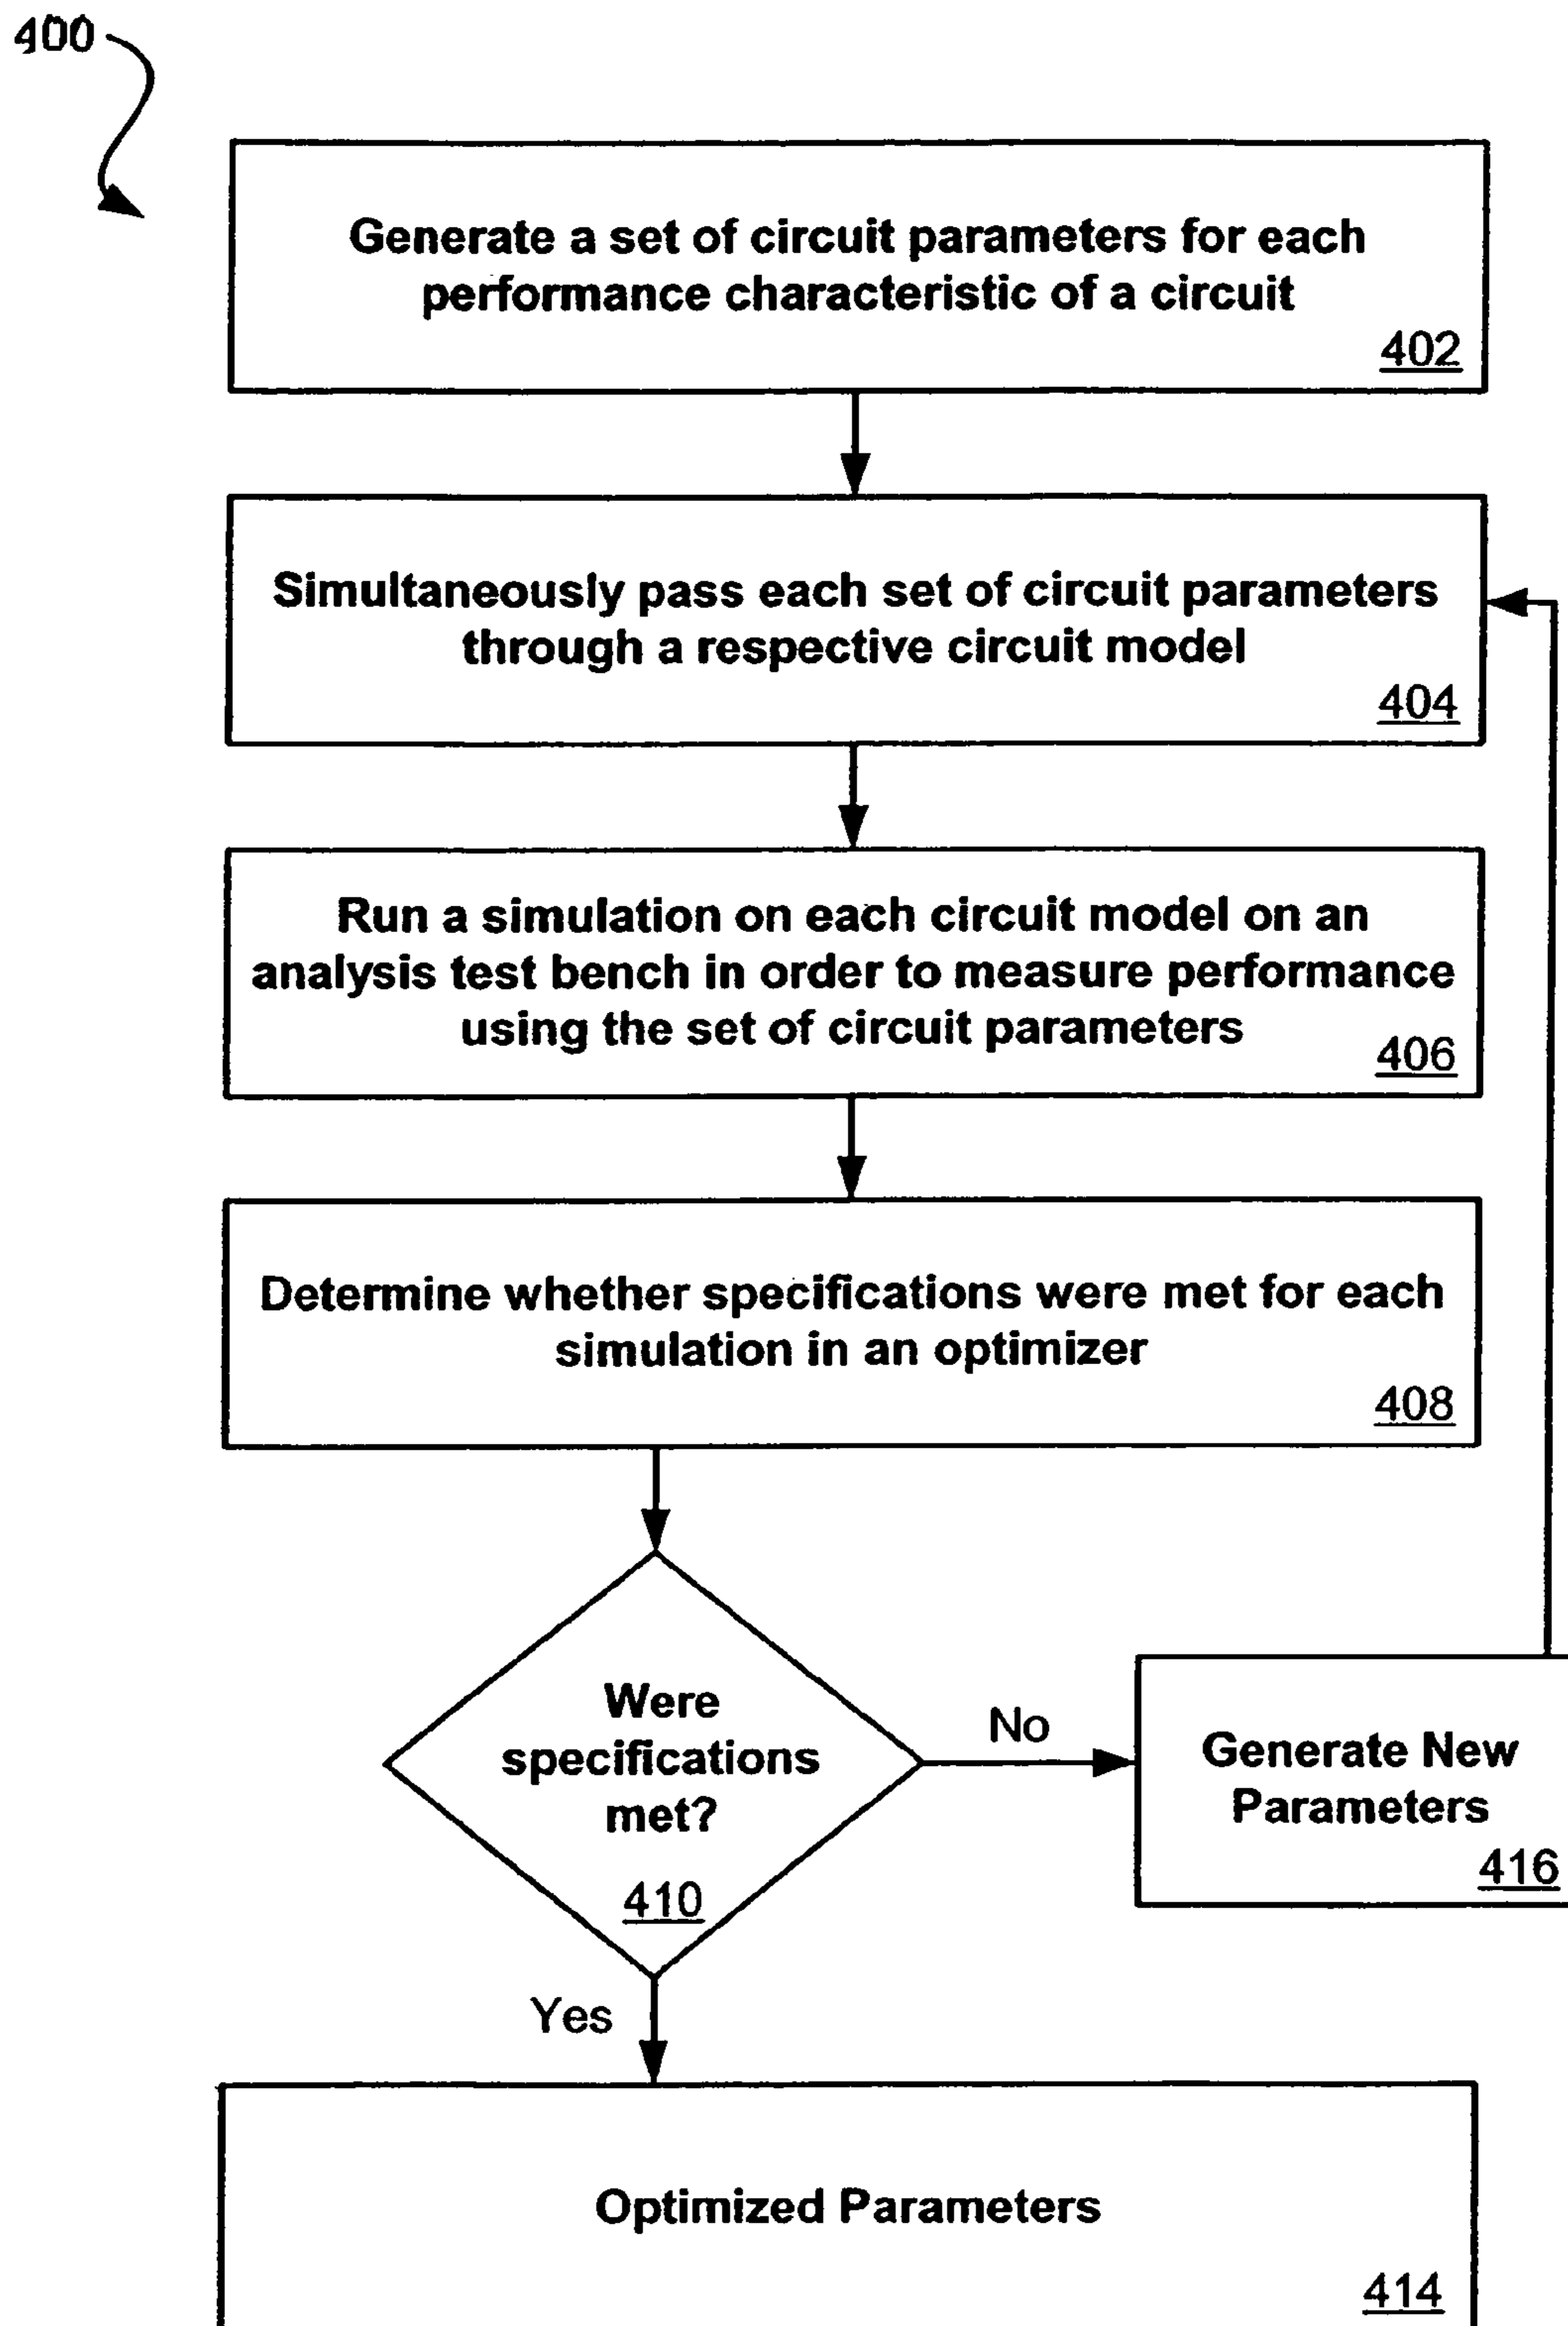 400
Generate a set of circuit parameters for each
performance characteristic of a circuit
402
Simultaneously pass each set of circuit parameters
through a respective circuit model
404
Run a simulation on each circuit model on an
analysis test bench in order to measure performance
using the set of circuit parameters
406
Determine whether specifications were met for each
simulation in an optimizer
408
Were
specifications
met?
410
No
Generate New
Parameters
416
Yes
Optimized Parameters
414